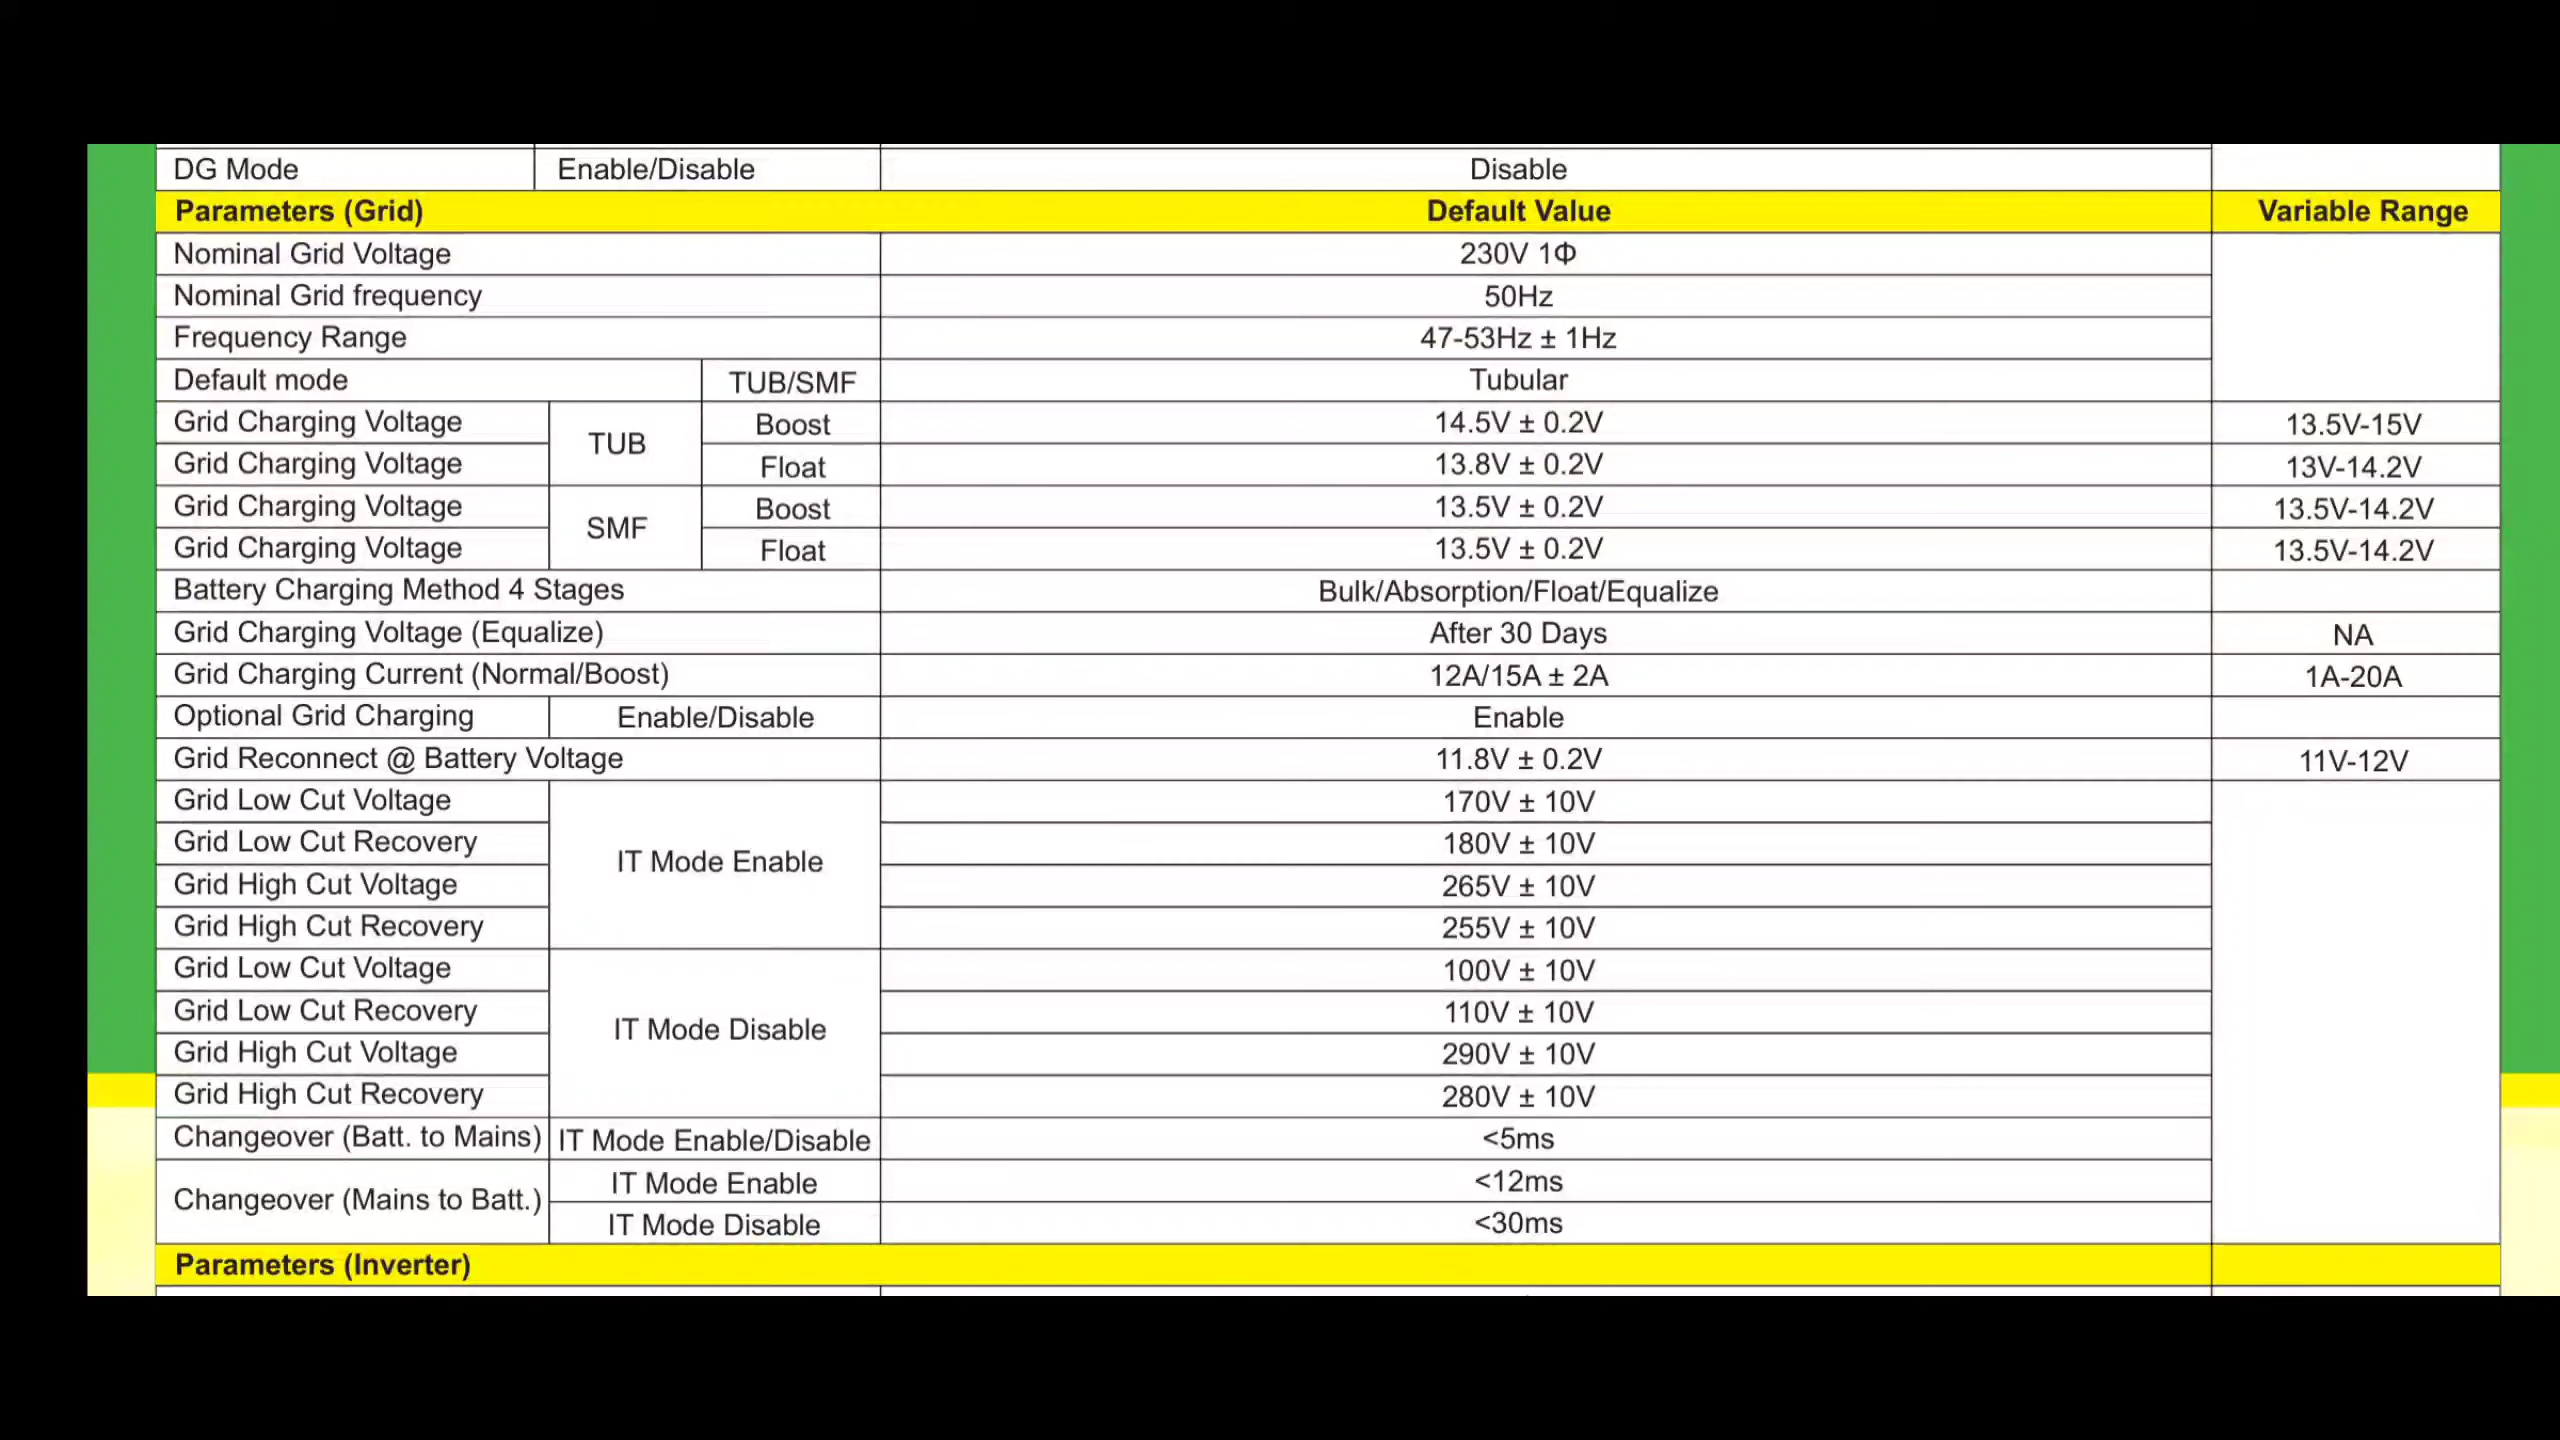 DG Mode Enable/Disable Disable
Parameters (Grid) Default Value Variable Range
Nominal Grid Voltage 230V 1Φ
Nominal Grid frequency 50Hz
Frequency Range 47-53Hz ± 1Hz
Default mode TUB/SMF Tubular
Grid Charging Voltage TUB Boost 14.5V ± 0.2V 13.5V-15V
Grid Charging Voltage Float 13.8V ± 0.2V 13V-14.2V
Grid Charging Voltage SMF Boost 13.5V ± 0.2V 13.5V-14.2V
Grid Charging Voltage Float 13.5V ± 0.2V 13.5V-14.2V
Battery Charging Method 4 Stages Bulk/Absorption/Float/Equalize
Grid Charging Voltage (Equalize) After 30 Days NA
Grid Charging Current (Normal/Boost) 12A/15A ± 2A 1A-20A
Optional Grid Charging Enable/Disable Enable
Grid Reconnect @ Battery Voltage 11.8V ± 0.2V 11V-12V
Grid Low Cut Voltage IT Mode Enable 170V ± 10V
Grid Low Cut Recovery 180V ± 10V
Grid High Cut Voltage 265V ± 10V
Grid High Cut Recovery 255V ± 10V
Grid Low Cut Voltage IT Mode Disable 100V ± 10V
Grid Low Cut Recovery 110V ± 10V
Grid High Cut Voltage 290V ± 10V
Grid High Cut Recovery 280V ± 10V
Changeover (Batt. to Mains) IT Mode Enable/Disable <5ms
Changeover (Mains to Batt.) IT Mode Enable <12ms
IT Mode Disable <30ms
Parameters (Inverter)